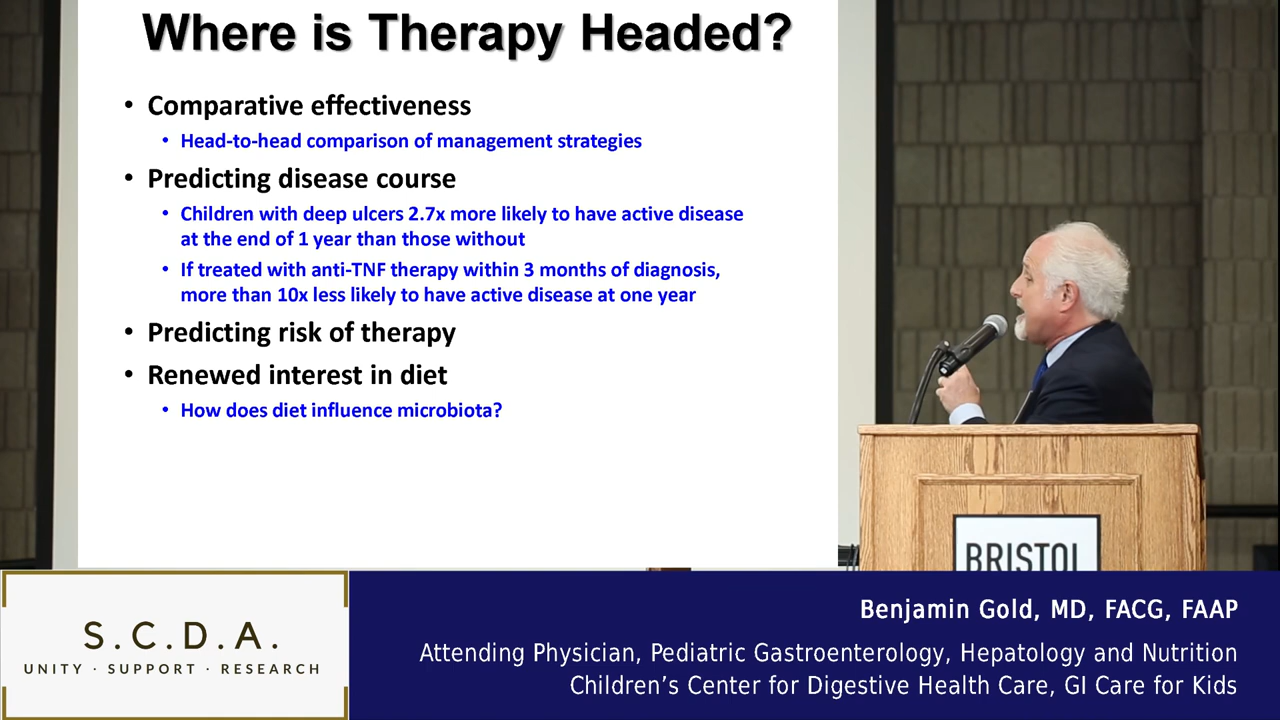 Where is Therapy Headed?
• Comparative effectiveness
• Head-to-head comparison of management strategies
• Predicting disease course
• Children with deep ulcers 2.7x more likely to have active disease
at the end of 1 year than those without
• If treated with anti-TNF therapy within 3 months of diagnosis,
more than 10x less likely to have active disease at one year
• Predicting risk of therapy
• Renewed interest in diet
• How does diet influence microbiota?
BRISTOL
S.C.D.A.
UNITY · SUPPORT · RESEARCH
Benjamin Gold, MD, FACG, FAAP
Attending Physician, Pediatric Gastroenterology, Hepatology and Nutrition
Children’s Center for Digestive Health Care, GI Care for Kids